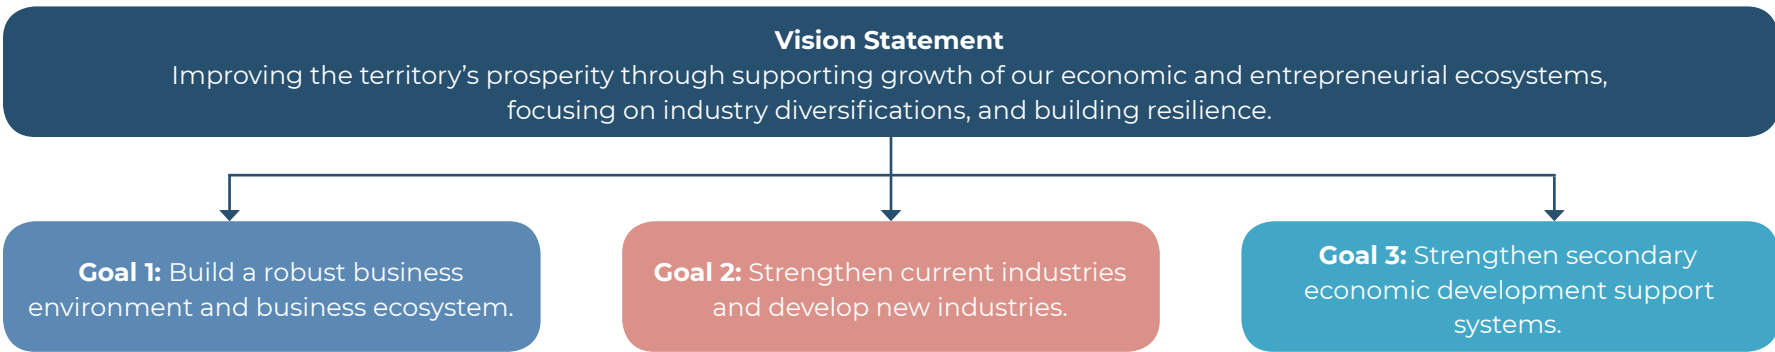 Vision Statement
Improving the territory’s prosperity through supporting growth of our economic and entrepreneurial ecosystems,
focusing on industry diversifications, and building resilience.
Goal 1: Build a robust business
environment and business ecosystem.
Goal 2: Strengthen current industries
and develop new industries.
Goal 3: Strengthen secondary
economic development support
systems.